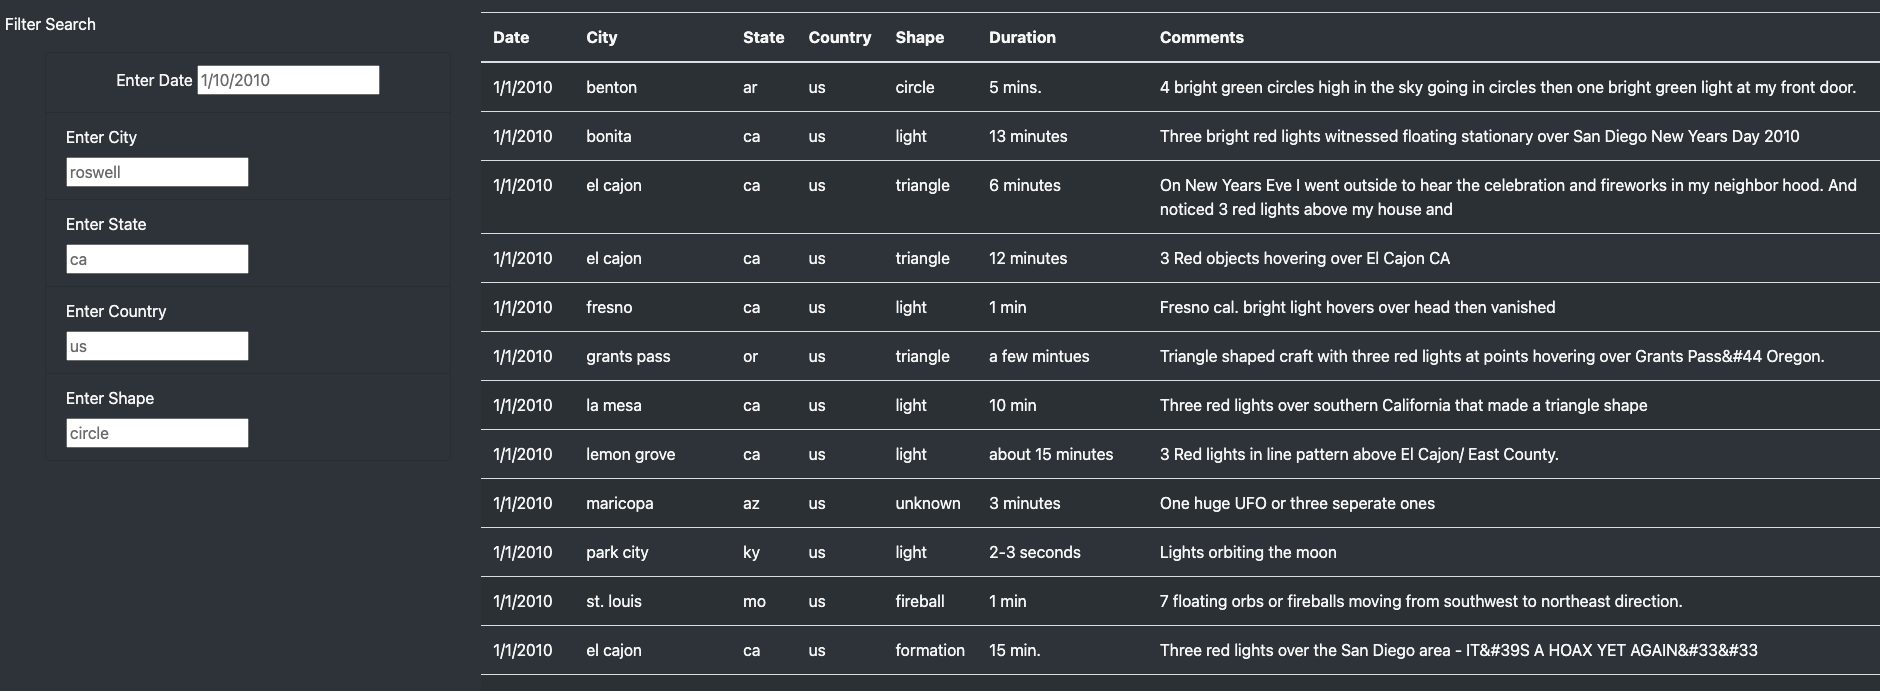 Filter Search
Enter Date 1/10/2010
Enter City
roswell
Enter State
ca
Enter Country
us
Enter Shape
circle
Date City State Country Shape Duration Comments
1/1/2010 benton ar us circle 5 mins. 4 bright green circles high in the sky going in circles then one bright green light at my front door.
1/1/2010 bonita ca us light 13 minutes Three bright red lights witnessed floating stationary over San Diego New Years Day 2010
1/1/2010 el cajon ca us triangle 6 minutes On New Years Eve I went outside to hear the celebration and fireworks in my neighbor hood. And
noticed 3 red lights above my house and
1/1/2010 el cajon ca us triangle 12 minutes 3 Red objects hovering over El Cajon CA
1/1/2010 fresno ca us light 1 min Fresno cal. bright light hovers over head then vanished
1/1/2010 grants pass or us triangle a few mintues Triangle shaped craft with three red lights at points hovering over Grants Pass&#44 Oregon.
1/1/2010 la mesa ca us light 10 min Three red lights over southern California that made a triangle shape
1/1/2010 lemon grove ca us light about 15 minutes 3 Red lights in line pattern above El Cajon/ East County.
1/1/2010 maricopa az us unknown 3 minutes One huge UFO or three seperate ones
1/1/2010 park city ky us light 2-3 seconds Lights orbiting the moon
1/1/2010 st. louis mo us fireball 1 min 7 floating orbs or fireballs moving from southwest to northeast direction.
1/1/2010 el cajon ca us formation 15 min. Three red lights over the San Diego area - IT&#39S A HOAX YET AGAIN&#33&#33